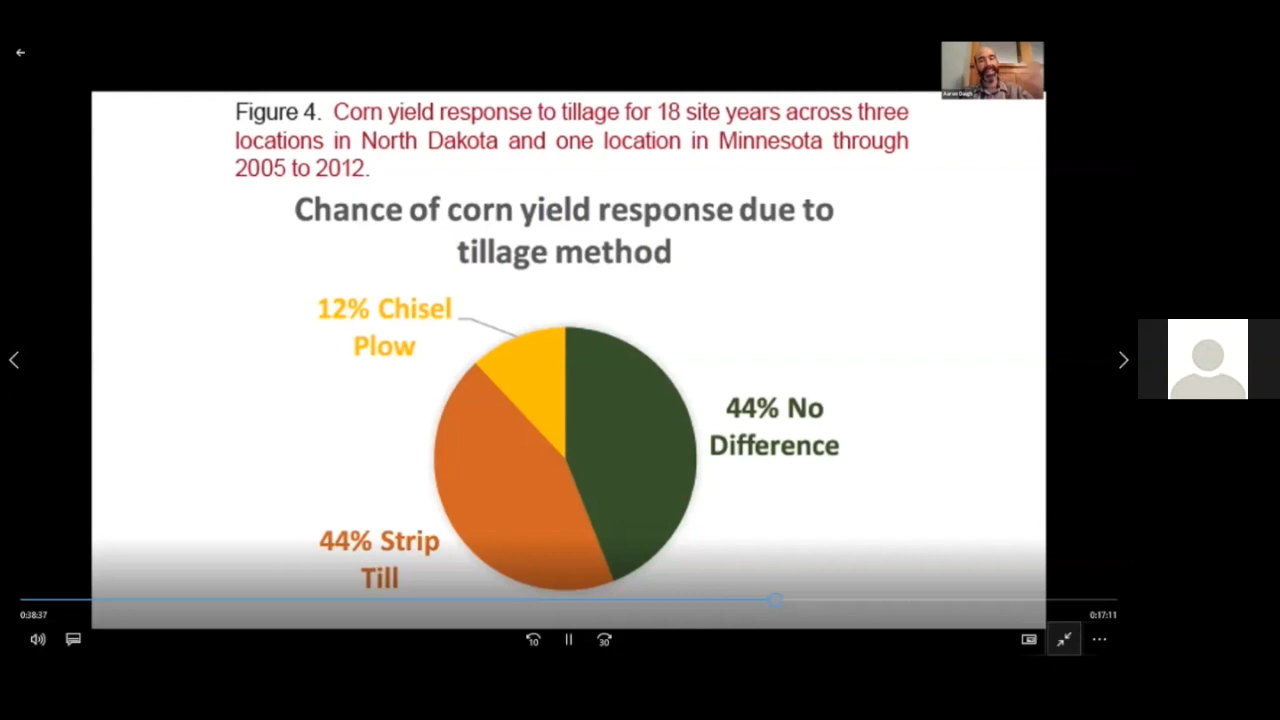 Aaron Daigh
Figure 4. Corn yield response to tillage for 18 site years across three
locations in North Dakota and one location in Minnesota through
2005 to 2012.
Chance of corn yield response due to
tillage method
12% Chisel
Plow
44% No
Difference
44% Strip
Till
0:38:37
0:17:11
10
30